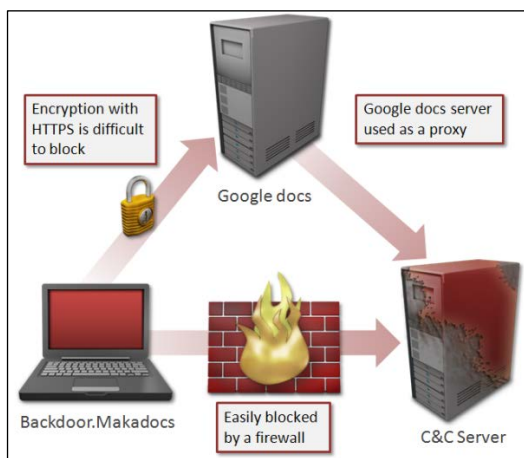 Encryption with
HTTPS is difficult
to block
Google docs server
used as a proxy
Google docs
Backdoor.Makadocs
Easily blocked
by a firewall
C&C Server